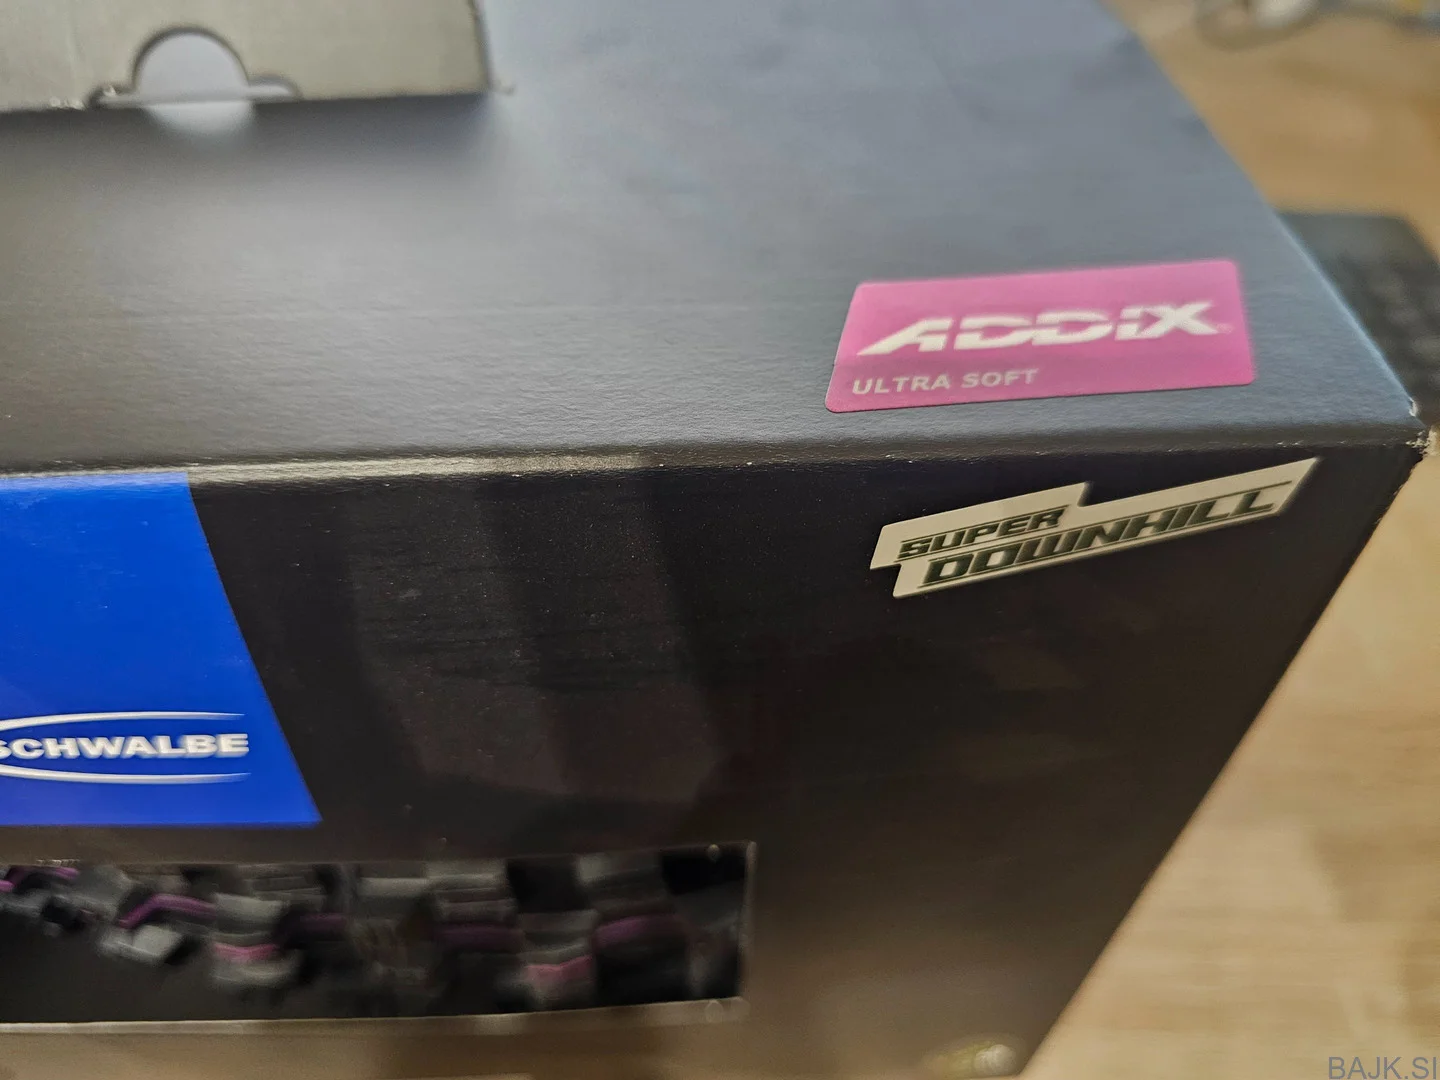 ADDIX
ULTRA SOFT
SUPER
DOWNHILL
SCHWALBE
BAJK.SI